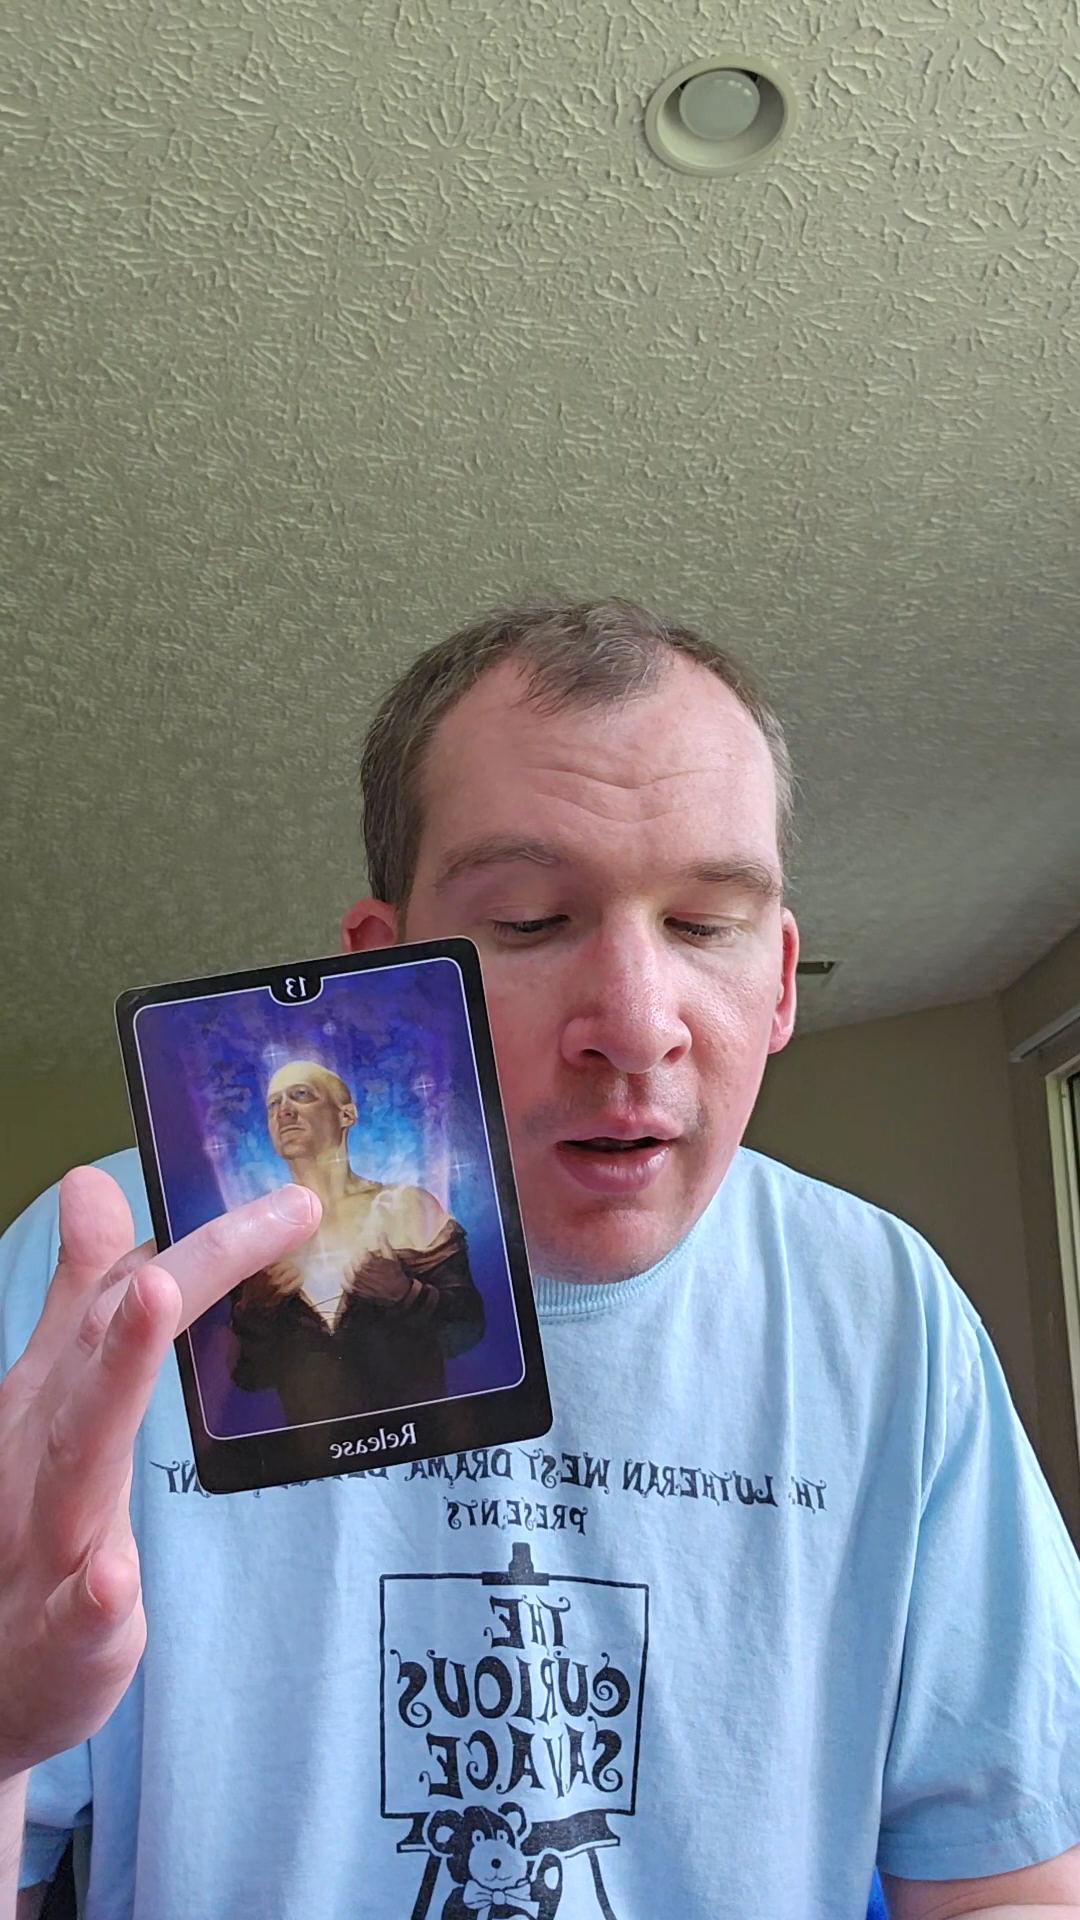 13
Release
LUTHERAN WEST DRAMA
PRESENTS
THE
CURIOUS
SAVAGE